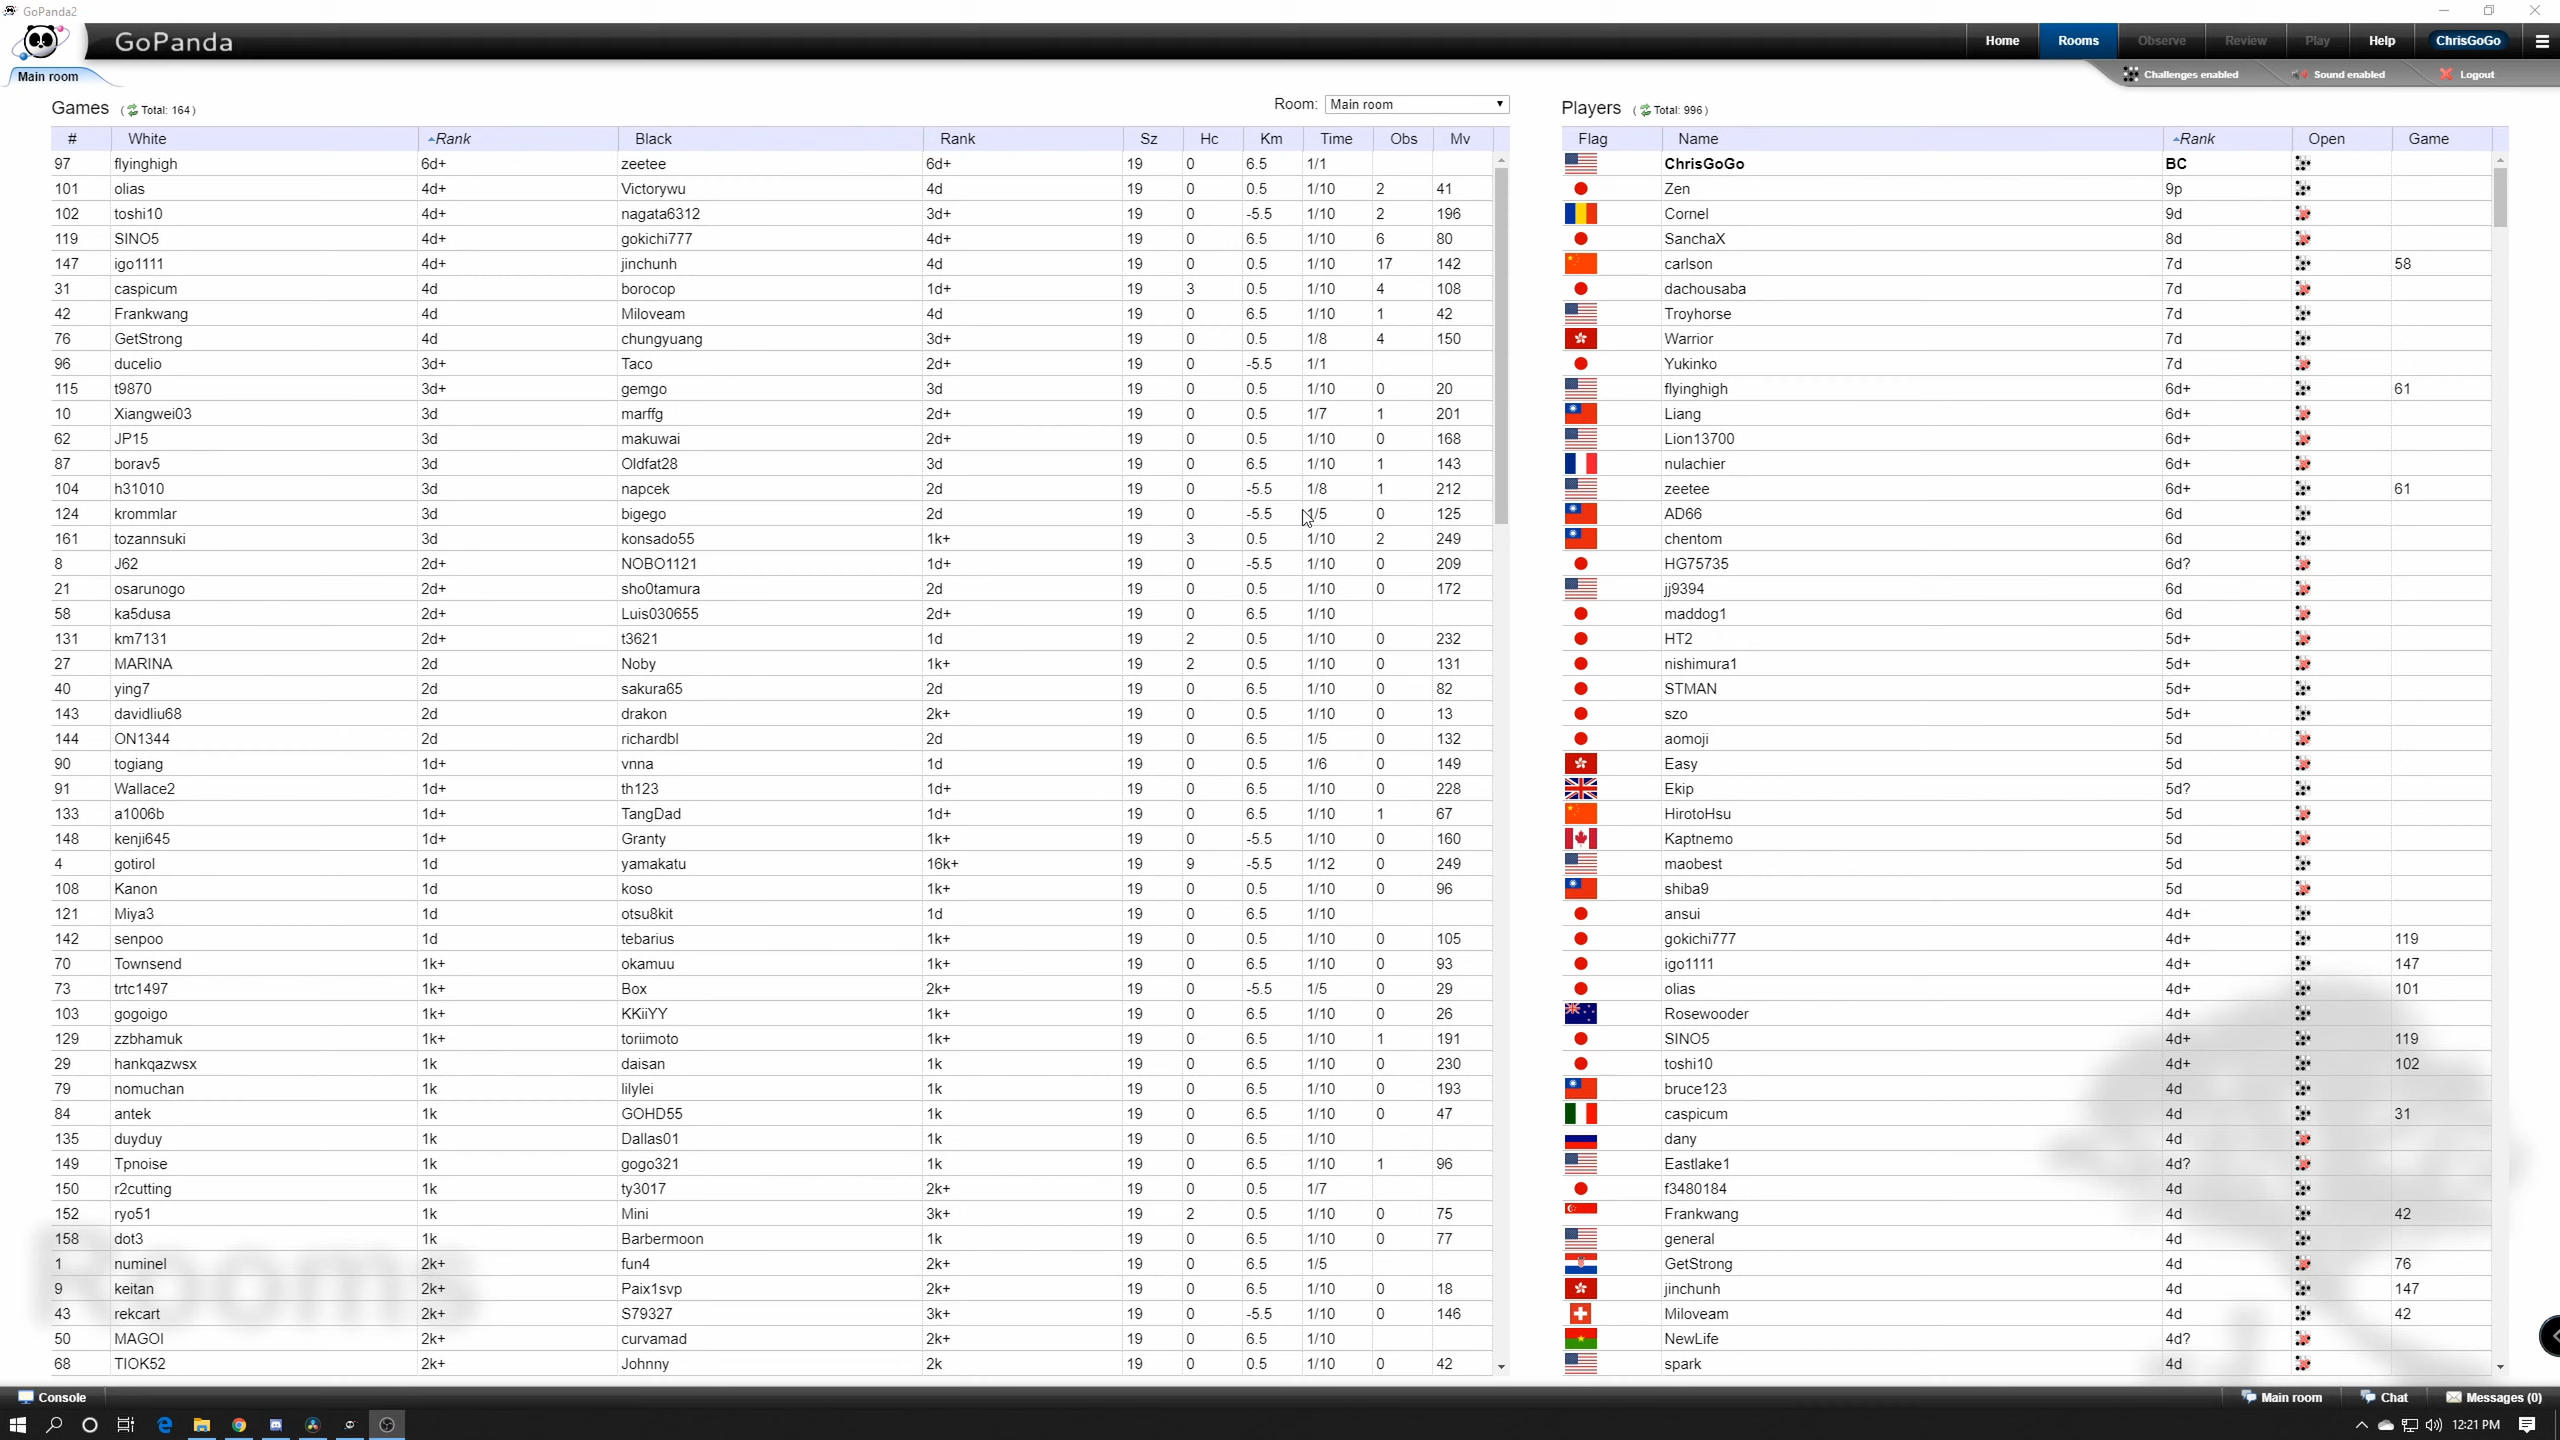 GoPanda2
GoPanda
Home Rooms Observe Review Play Help ChrisGoGo
Main room
Challenges enabled Sound enabled Logout
Games ( Total: 164 )
Room: Main room
Players ( Total: 996 )
# White Rank Black Rank Sz Hc Km Time Obs Mv
Flag Name Rank Open Game
97 flyinghigh 6d+ zeetee 6d+ 19 0 6.5 1/1
101 olias 4d+ Victorywu 4d 19 0 0.5 1/10 2 41
102 toshi10 4d+ nagata6312 3d+ 19 0 -5.5 1/10 2 196
119 SINO5 4d+ gokichi777 4d+ 19 0 6.5 1/10 6 80
147 igo1111 4d+ jinchunh 4d 19 0 0.5 1/10 17 142
31 caspicum 4d borocop 1d+ 19 3 0.5 1/10 4 108
42 Frankwang 4d Miloveam 4d 19 0 6.5 1/10 1 42
76 GetStrong 4d chungyuang 3d+ 19 0 0.5 1/8 4 150
96 ducelio 3d+ Taco 2d+ 19 0 -5.5 1/1
115 t9870 3d+ gemgo 3d 19 0 0.5 1/10 0 20
10 Xiangwei03 3d marffg 2d+ 19 0 0.5 1/7 1 201
62 JP15 3d makuwai 2d+ 19 0 0.5 1/10 0 168
87 borav5 3d Oldfat28 3d 19 0 6.5 1/10 1 143
104 h31010 3d napcek 2d 19 0 -5.5 1/8 1 212
124 krommlar 3d bigego 2d 19 0 -5.5 1/5 0 125
161 tozannsuki 3d konsado55 1k+ 19 3 0.5 1/10 2 249
8 J62 2d+ NOBO1121 1d+ 19 0 -5.5 1/10 0 209
21 osarunogo 2d+ sho0tamura 2d 19 0 0.5 1/10 0 172
58 ka5dusa 2d+ Luis030655 2d+ 19 0 6.5 1/10
131 km7131 2d+ t3621 1d 19 2 0.5 1/10 0 232
27 MARINA 2d Noby 1k+ 19 2 0.5 1/10 0 131
40 ying7 2d sakura65 2d 19 0 6.5 1/10 0 82
143 davidliu68 2d drakon 2k+ 19 0 0.5 1/10 0 13
144 ON1344 2d richardbl 2d 19 0 6.5 1/5 0 132
90 togiang 1d+ vnna 1d 19 0 0.5 1/6 0 149
91 Wallace2 1d+ th123 1d+ 19 0 6.5 1/10 0 228
133 a1006b 1d+ TangDad 1d+ 19 0 6.5 1/10 1 67
148 kenji645 1d+ Granty 1k+ 19 0 -5.5 1/10 0 160
4 gotirol 1d yamakatu 16k+ 19 9 -5.5 1/12 0 249
108 Kanon 1d koso 1k+ 19 0 0.5 1/10 0 96
121 Miya3 1d otsu8kit 1d 19 0 6.5 1/10
142 senpoo 1d tebarius 1k+ 19 0 0.5 1/10 0 105
70 Townsend 1k+ okamuu 1k+ 19 0 6.5 1/10 0 93
73 trtc1497 1k+ Box 2k+ 19 0 -5.5 1/5 0 29
103 gogoigo 1k+ KKiiYY 1k+ 19 0 6.5 1/10 0 26
129 zzbhamuk 1k+ toriimoto 1k+ 19 0 6.5 1/10 1 191
29 hankqazwsx 1k daisan 1k 19 0 6.5 1/10 0 230
79 nomuchan 1k lilylei 1k 19 0 6.5 1/10 0 193
84 antek 1k GOHD55 1k 19 0 6.5 1/10 0 47
135 duyduy 1k Dallas01 1k 19 0 6.5 1/10
149 Tpnoise 1k gogo321 1k 19 0 6.5 1/10 1 96
150 r2cutting 1k ty3017 2k+ 19 0 0.5 1/7
152 ryo51 1k Mini 3k+ 19 2 0.5 1/10 0 75
158 dot3 1k Barbermoon 1k 19 0 6.5 1/10 0 77
1 numinel 2k+ fun4 2k+ 19 0 6.5 1/5
9 keitan 2k+ Paix1svp 2k+ 19 0 6.5 1/10 0 18
43 rekcart 2k+ S79327 3k+ 19 0 -5.5 1/10 0 146
50 MAGOI 2k+ curvamad 2k+ 19 0 6.5 1/10
68 TIOK52 2k+ Johnny 2k 19 0 0.5 1/10 0 42
ChrisGoGo BC
Zen 9p
Cornel 9d
SanchaX 8d
carlson 7d 58
dachousaba 7d
Troyhorse 7d
Warrior 7d
Yukinko 7d
flyinghigh 6d+ 61
Liang 6d+
Lion13700 6d+
nulachier 6d+
zeetee 6d+ 61
AD66 6d
chentom 6d
HG75735 6d?
jj9394 6d
maddog1 6d
HT2 5d+
nishimura1 5d+
STMAN 5d+
szo 5d+
aomoji 5d
Easy 5d
Ekip 5d?
HirotoHsu 5d
Kaptnemo 5d
maobest 5d
shiba9 5d
ansui 4d+
gokichi777 4d+ 119
igo1111 4d+ 147
olias 4d+ 101
Rosewooder 4d+
SINO5 4d+ 119
toshi10 4d+ 102
bruce123 4d
caspicum 4d 31
dany 4d
Eastlake1 4d?
f3480184 4d
Frankwang 4d 42
general 4d
GetStrong 4d 76
jinchunh 4d 147
Miloveam 4d 42
NewLife 4d?
spark 4d
Rooms
Console
Main room Chat Messages (0)
12:21 PM